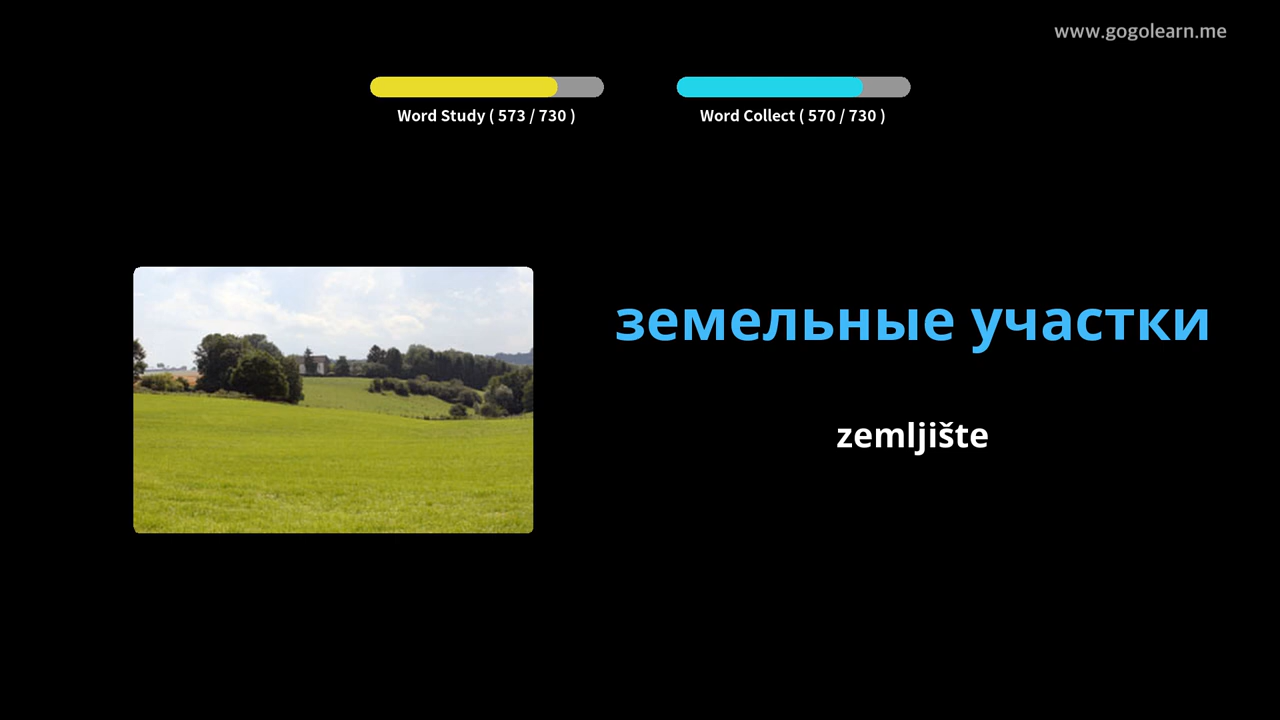 www.gogolearn.me
Word Study ( 573 / 730 )
Word Collect ( 570 / 730 )
земельные участки
zemljište